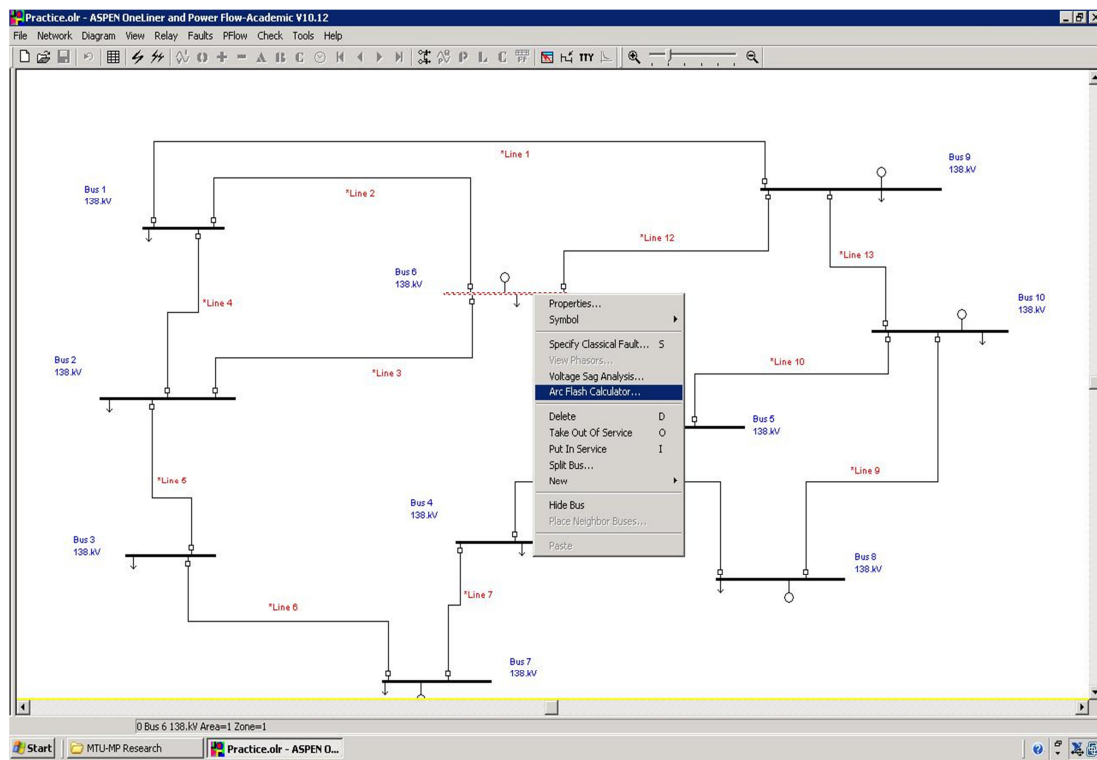 Practice.olr - ASPEN OneLiner and Power Flow-Academic V10.12
File Network Diagram View Relay Faults PFlow Check Tools Help
*Line 1
Bus 9
138.kV
Bus 1
138.kV
*Line 2
*Line 12
*Line 13
Bus 6
138.kV
*Line 4
Bus 10
138.kV
Properties...
Symbol
Specify Classical Fault... S
View Phasors...
Voltage Sag Analysis...
Arc Flash Calculator...
Delete D
Take Out Of Service O
Put In Service I
Split Bus...
New
Hide Bus
Place Neighbor Buses...
Paste
Bus 2
138.kV
*Line 3
*Line 10
Bus 5
138.kV
*Line 5
*Line 9
Bus 4
138.kV
Bus 3
138.kV
Bus 8
138.kV
*Line 6
*Line 7
Bus 7
138.kV
0 Bus 6 138.kV Area=1 Zone=1
Start
MTU-MP Research
Practice.olr - ASPEN O...